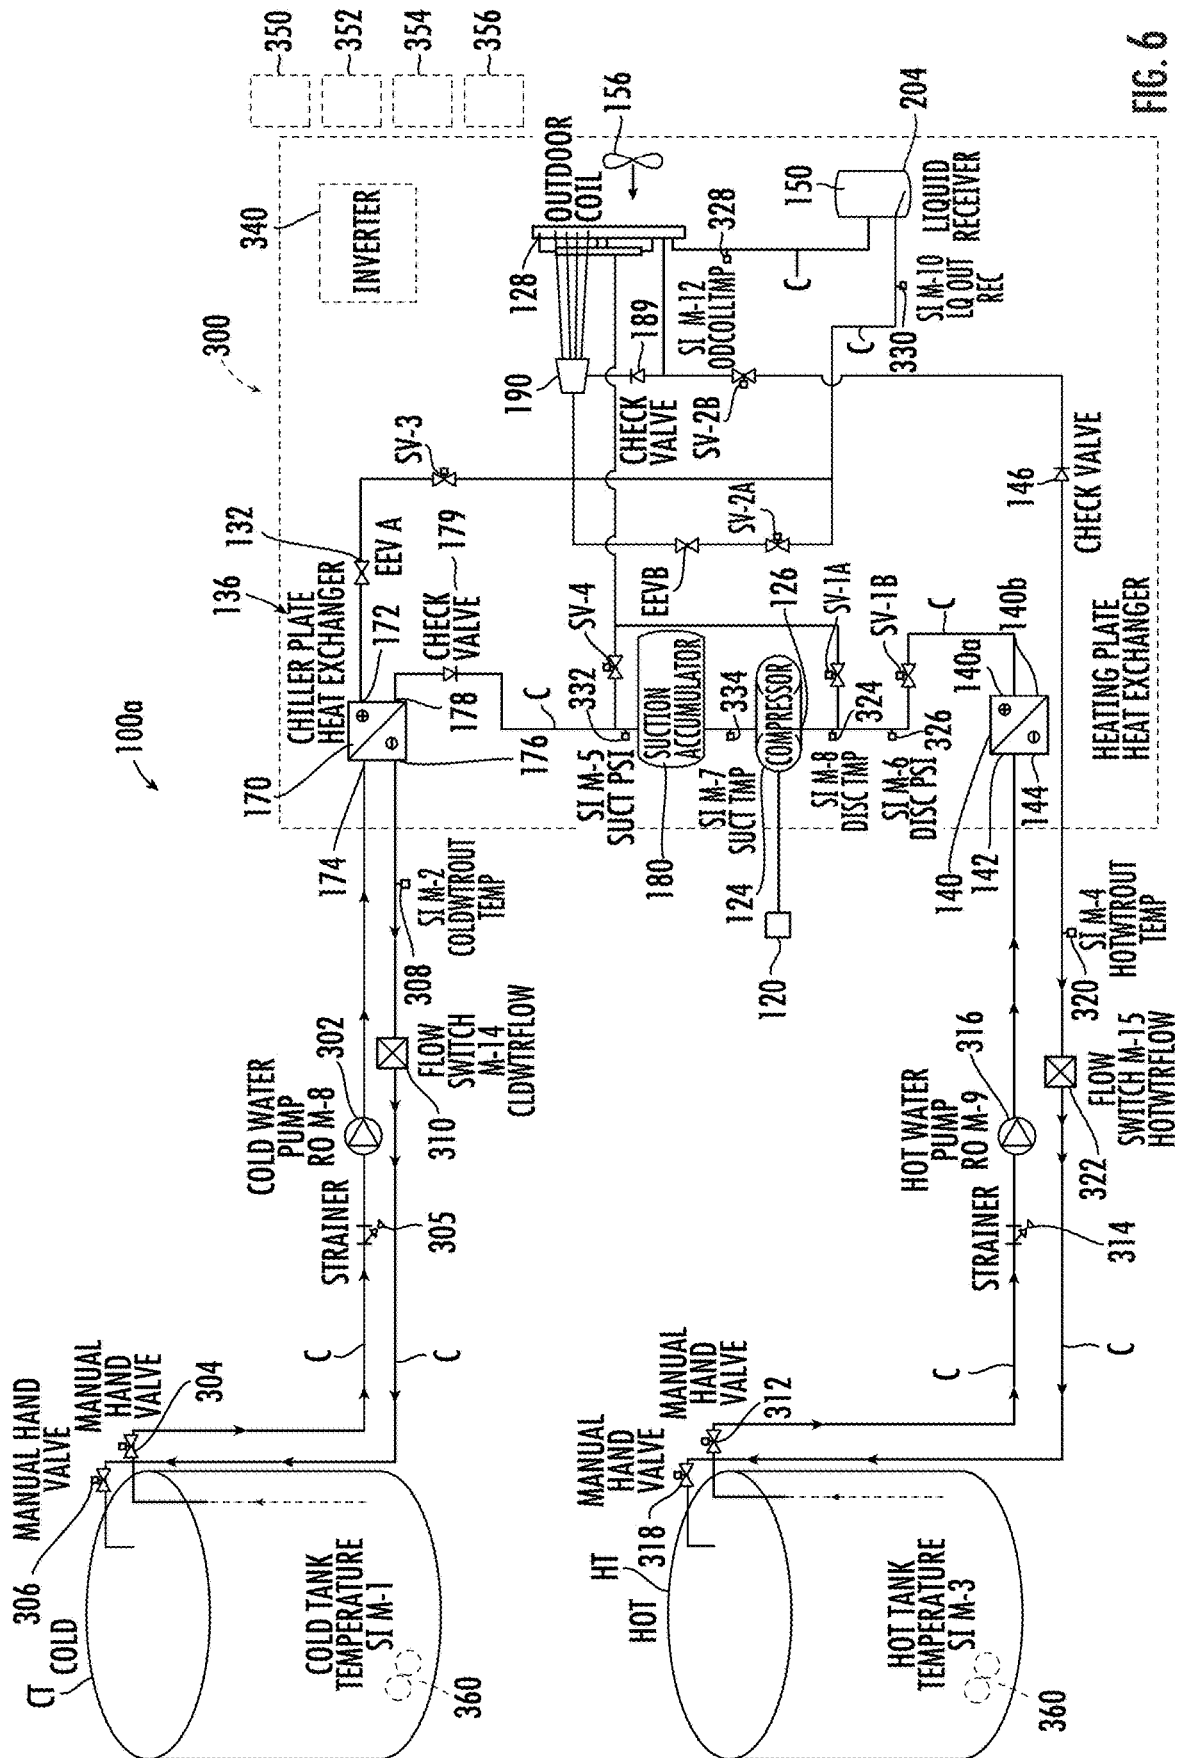 100a
300
350
352
354
356
136
132
CHILLER PLATE
HEAT EXCHANGER
170
172
174
176
178
EEV A
SV-3
340
INVERTER
CHECK
VALVE
179
190
128
OUTDOOR
COIL
156
189
CHECK
VALVE
SV-2B
SI M-12
ODCOLLTMP
328
C
150
204
LIQUID
RECEIVER
SI M-10
LQ OUT
REC
330
C
SV-4
EEVB
SV-2A
C
332
SI M-5
SUCT PSI
SUCTION
ACCUMULATOR
180
334
SI M-7
SUCT TMP
COMPRESSOR
124
126
120
SV-1A
SV-1B
324
SI M-8
DISC TMP
326
SI M-6
DISC PSI
C
140a
140b
140
142
144
146
CHECK VALVE
HEATING PLATE
HEAT EXCHANGER
SI M-2
COLDWTROUT
TEMP
308
COLD WATER
PUMP
RO M-8
302
FLOW
SWITCH
M-14
CLDWTRFLOW
310
STRAINER
305
C
C
MANUAL HAND
VALVE
306
MANUAL
HAND
VALVE
304
CT
COLD
COLD TANK
TEMPERATURE
SI M-1
360
SI M-4
HOTWTROUT
TEMP
320
HOT WATER
PUMP
RO M-9
316
FLOW
SWITCH M-15
HOTWTRFLOW
322
STRAINER
314
C
C
MANUAL
HAND
VALVE
318
MANUAL
HAND
VALVE
312
HT
HOT
HOT TANK
TEMPERATURE
SI M-3
360
FIG. 6